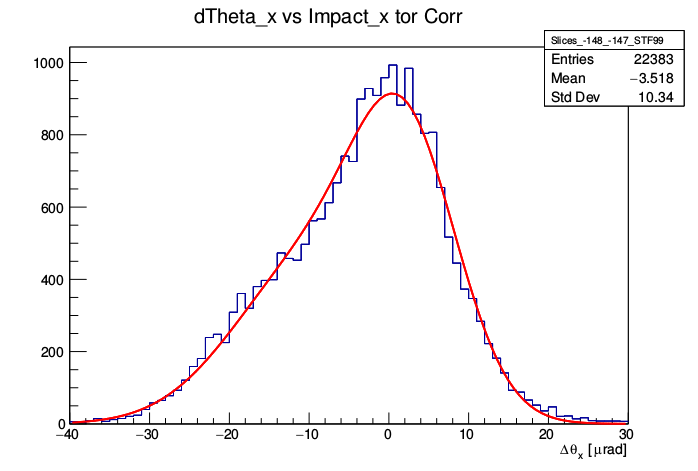 dTheta_x vs Impact_x tor Corr
Slices_-148_-147_STF99
Entries 22383
Mean −3.518
Std Dev 10.34
1000
800
600
400
200
0
−40 −30 −20 −10 0 10 20 30
Δθx [μrad]